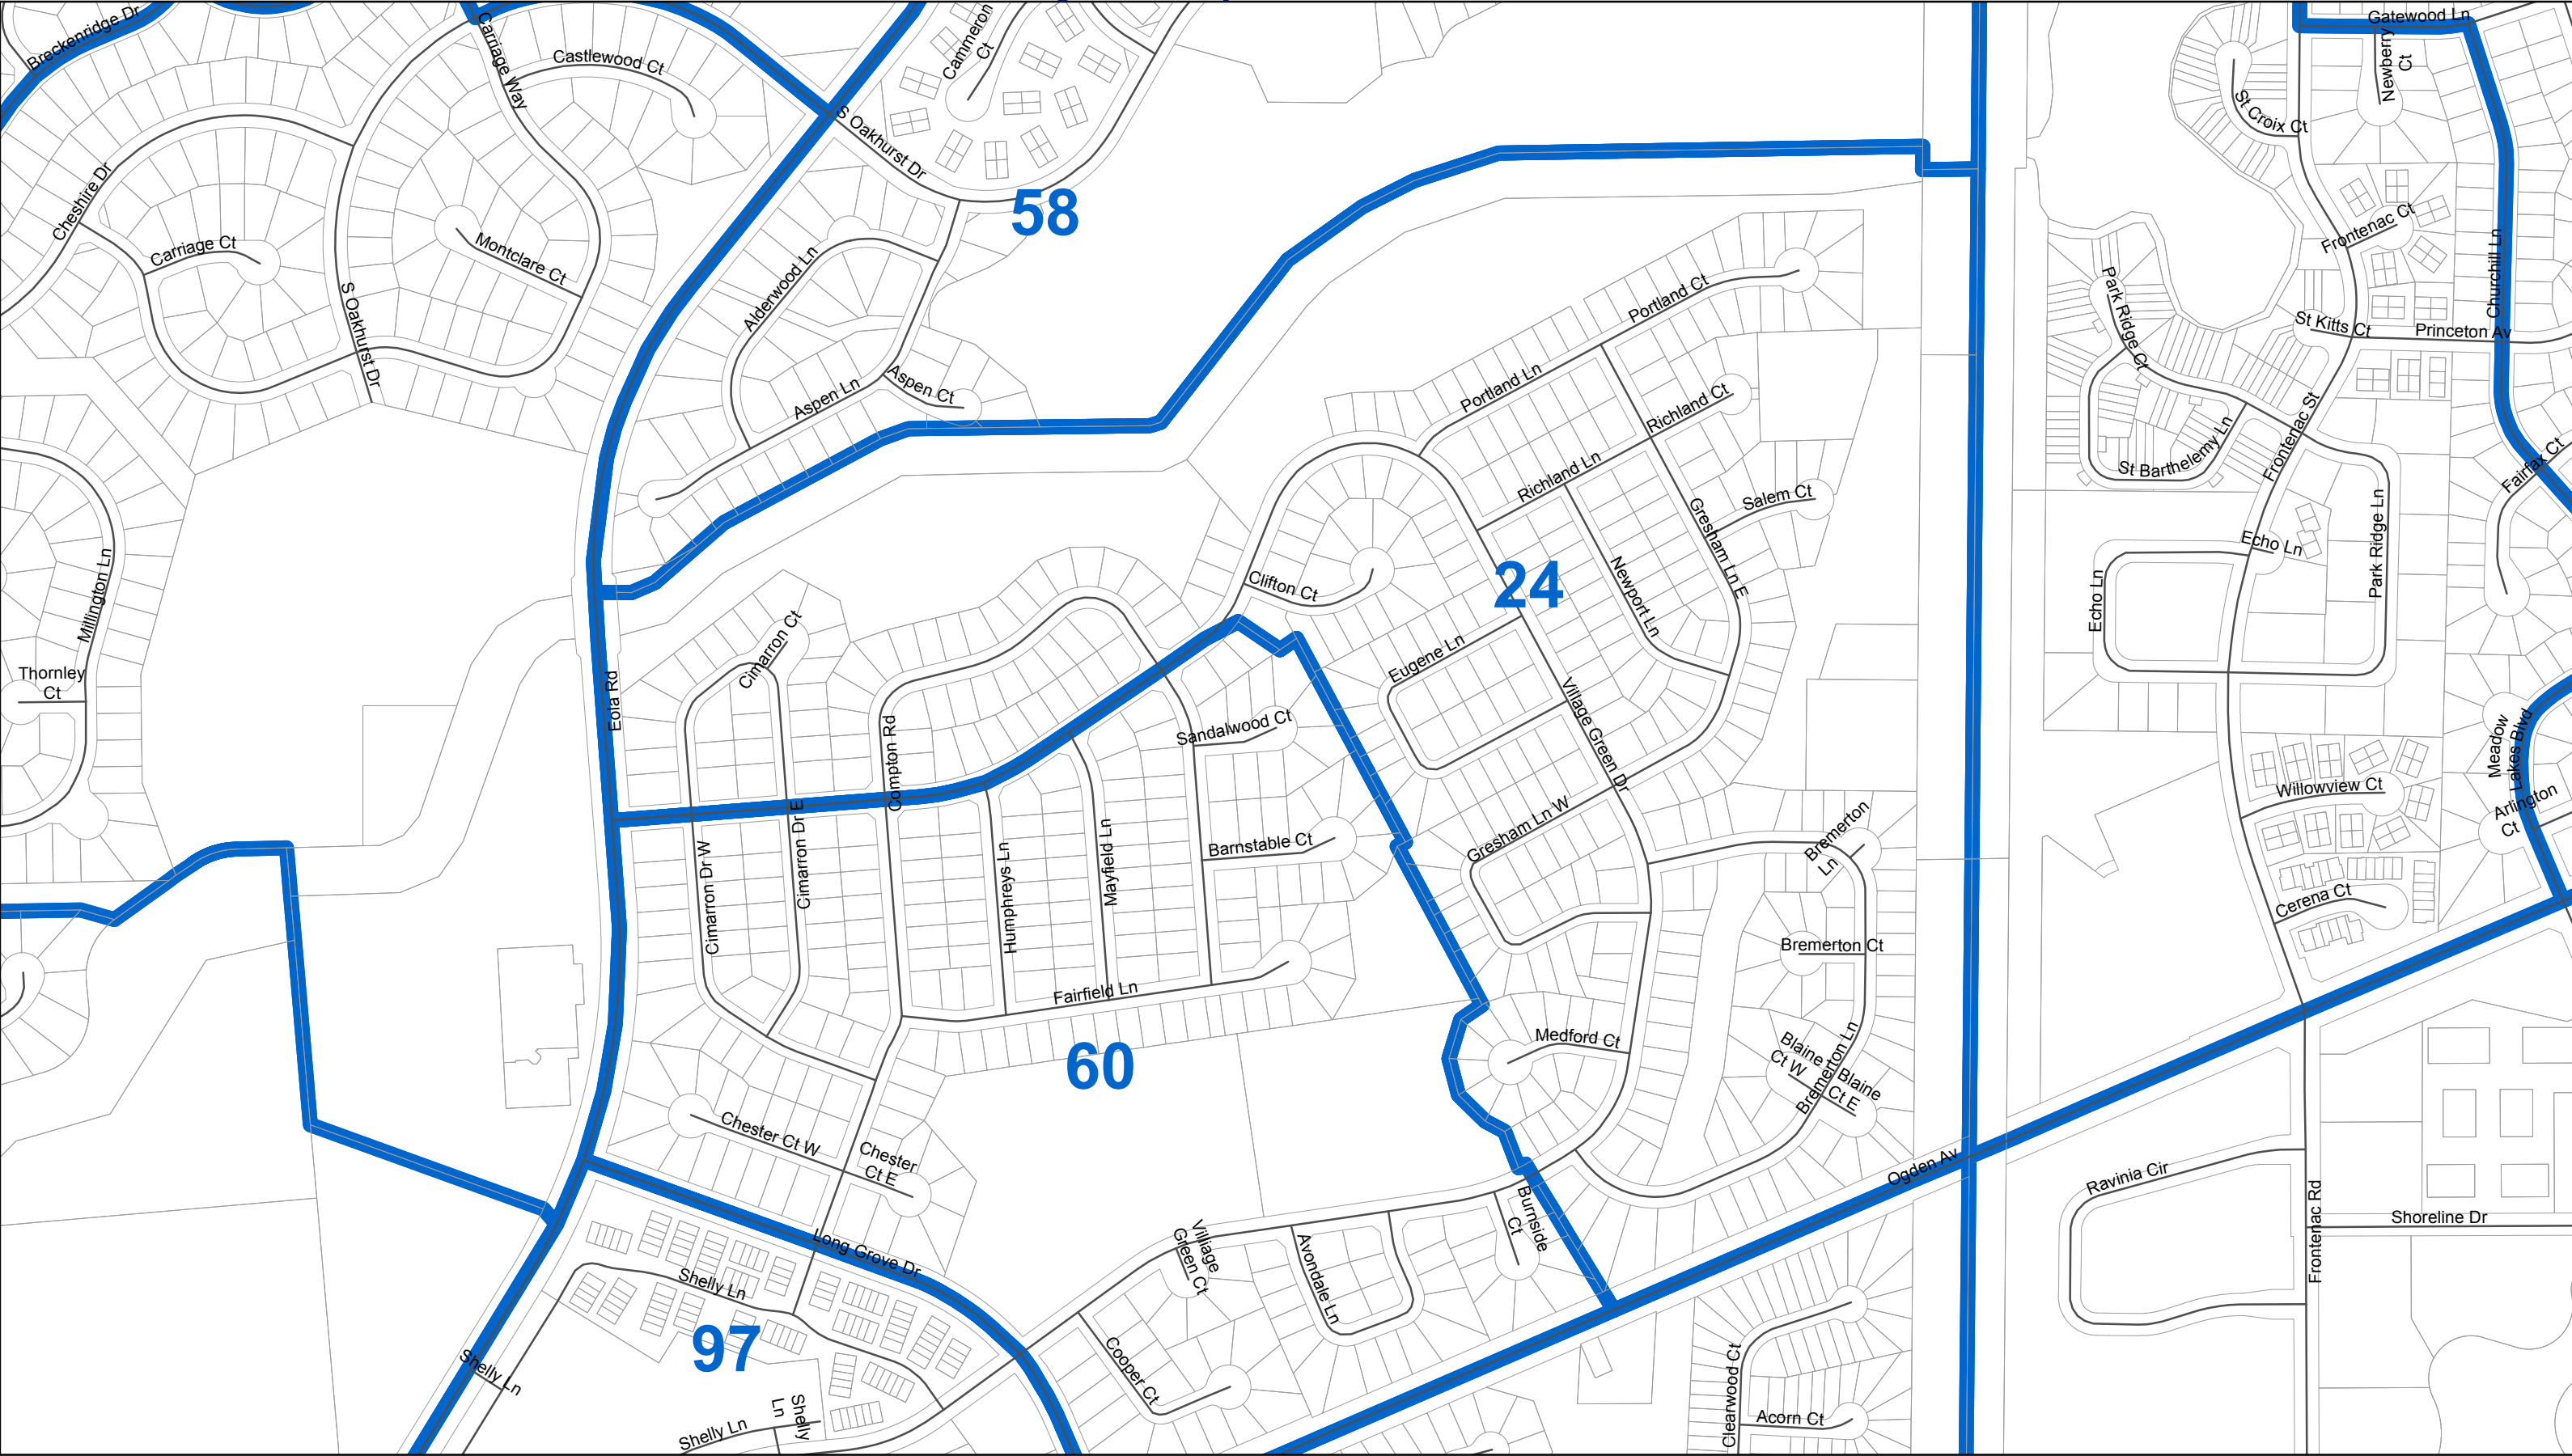 Breckenridge Dr
Carriage Way
Castlewood Ct
Cammeron
Ct
Gatewood Ln
Newberry
Ct
St Croix Ct
S Oakhurst Dr
58
Cheshire Dr
Carriage Ct
Montclare Ct
S Oakhurst Dr
Alderwood Ln
Aspen Ln
Aspen Ct
Portland Ct
Portland Ln
Richland Ct
Richland Ln
Salem Ct
Gresham Ln E
Newport Ln
24
Clifton Ct
Eugene Ln
Village Green Dr
Gresham Ln W
Frontenac Ct
Churchill Ln
Park Ridge Ct
St Kitts Ct
Princeton Av
St Barthelemy Ln
Frontenac St
Fairfax Ct
Park Ridge Ln
Echo Ln
Echo Ln
Millington Ln
Thornley
Ct
Eola Rd
Cimarron Ct
Compton Rd
Sandalwood Ct
Barnstable Ct
Cimarron Dr W
Cimarron Dr E
Humphreys Ln
Mayfield Ln
Fairfield Ln
60
Medford Ct
Bremerton
Ln
Bremerton Ct
Blaine
Ct W
Blaine
Ct E
Bremerton Ln
Meadow
Lakes Blvd
Arlington
Ct
Willowview Ct
Cerena Ct
Chester Ct W
Chester
Ct E
Long Grove Dr
Shelly Ln
97
Shelly Ln
Shelly Ln
Shelly
Ln
Villiage
Green Ct
Avondale Ln
Cooper Ct
Burnside
Ct
Ogden Av
Clearwood Ct
Acorn Ct
Ravinia Cir
Frontenac Rd
Shoreline Dr